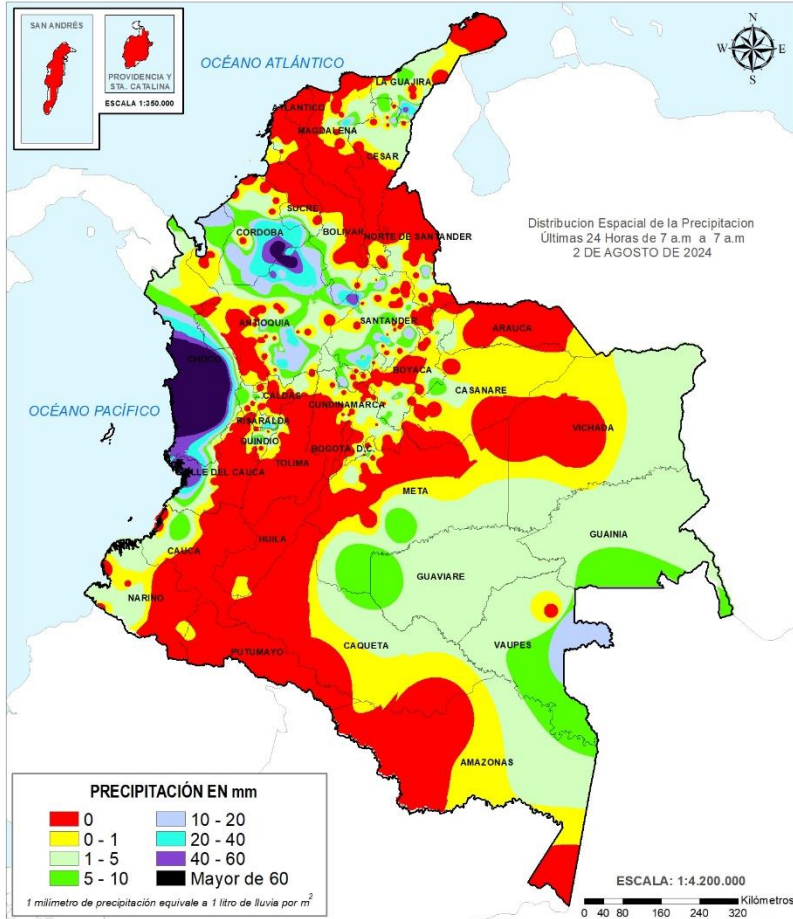 SAN ANDRÉS
PROVIDENCIA Y
STA. CATALINA
ESCALA 1:350.000
OCÉANO ATLÁNTICO
N
W
E
S
LA GUAJIRA
ATLANTICO
MAGDALENA
CESAR
SUCRE
CORDOBA
BOLIVAR
NORTE DE SANTANDER
Distribucion Espacial de la Precipitacion
Últimas 24 Horas de 7 a.m a 7 a.m
2 DE AGOSTO DE 2024
ANTIOQUIA
SANTANDER
ARAUCA
CHOCO
BOYACA
CASANARE
OCÉANO PACÍFICO
CALDAS
CUNDINAMARCA
RISARALDA
VICHADA
QUINDIO
BOGOTA D.C.
TOLIMA
VALLE DEL CAUCA
META
GUAINIA
CAUCA
HUILA
GUAVIARE
NARIÑO
CAQUETA
VAUPES
PUTUMAYO
AMAZONAS
PRECIPITACIÓN EN mm
0
10 - 20
0 - 1
20 - 40
1 - 5
40 - 60
5 - 10
Mayor de 60
1 milímetro de precipitación equivale a 1 litro de lluvia por m²
ESCALA: 1:4.200.000
0 40 80 160 240 320 Kilómetros